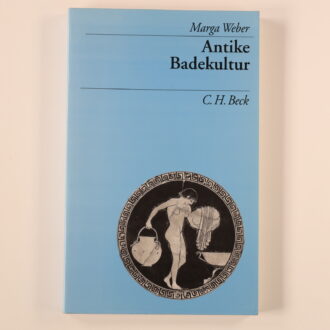 Marga Weber
Antike
Badekultur
C. H. Beck